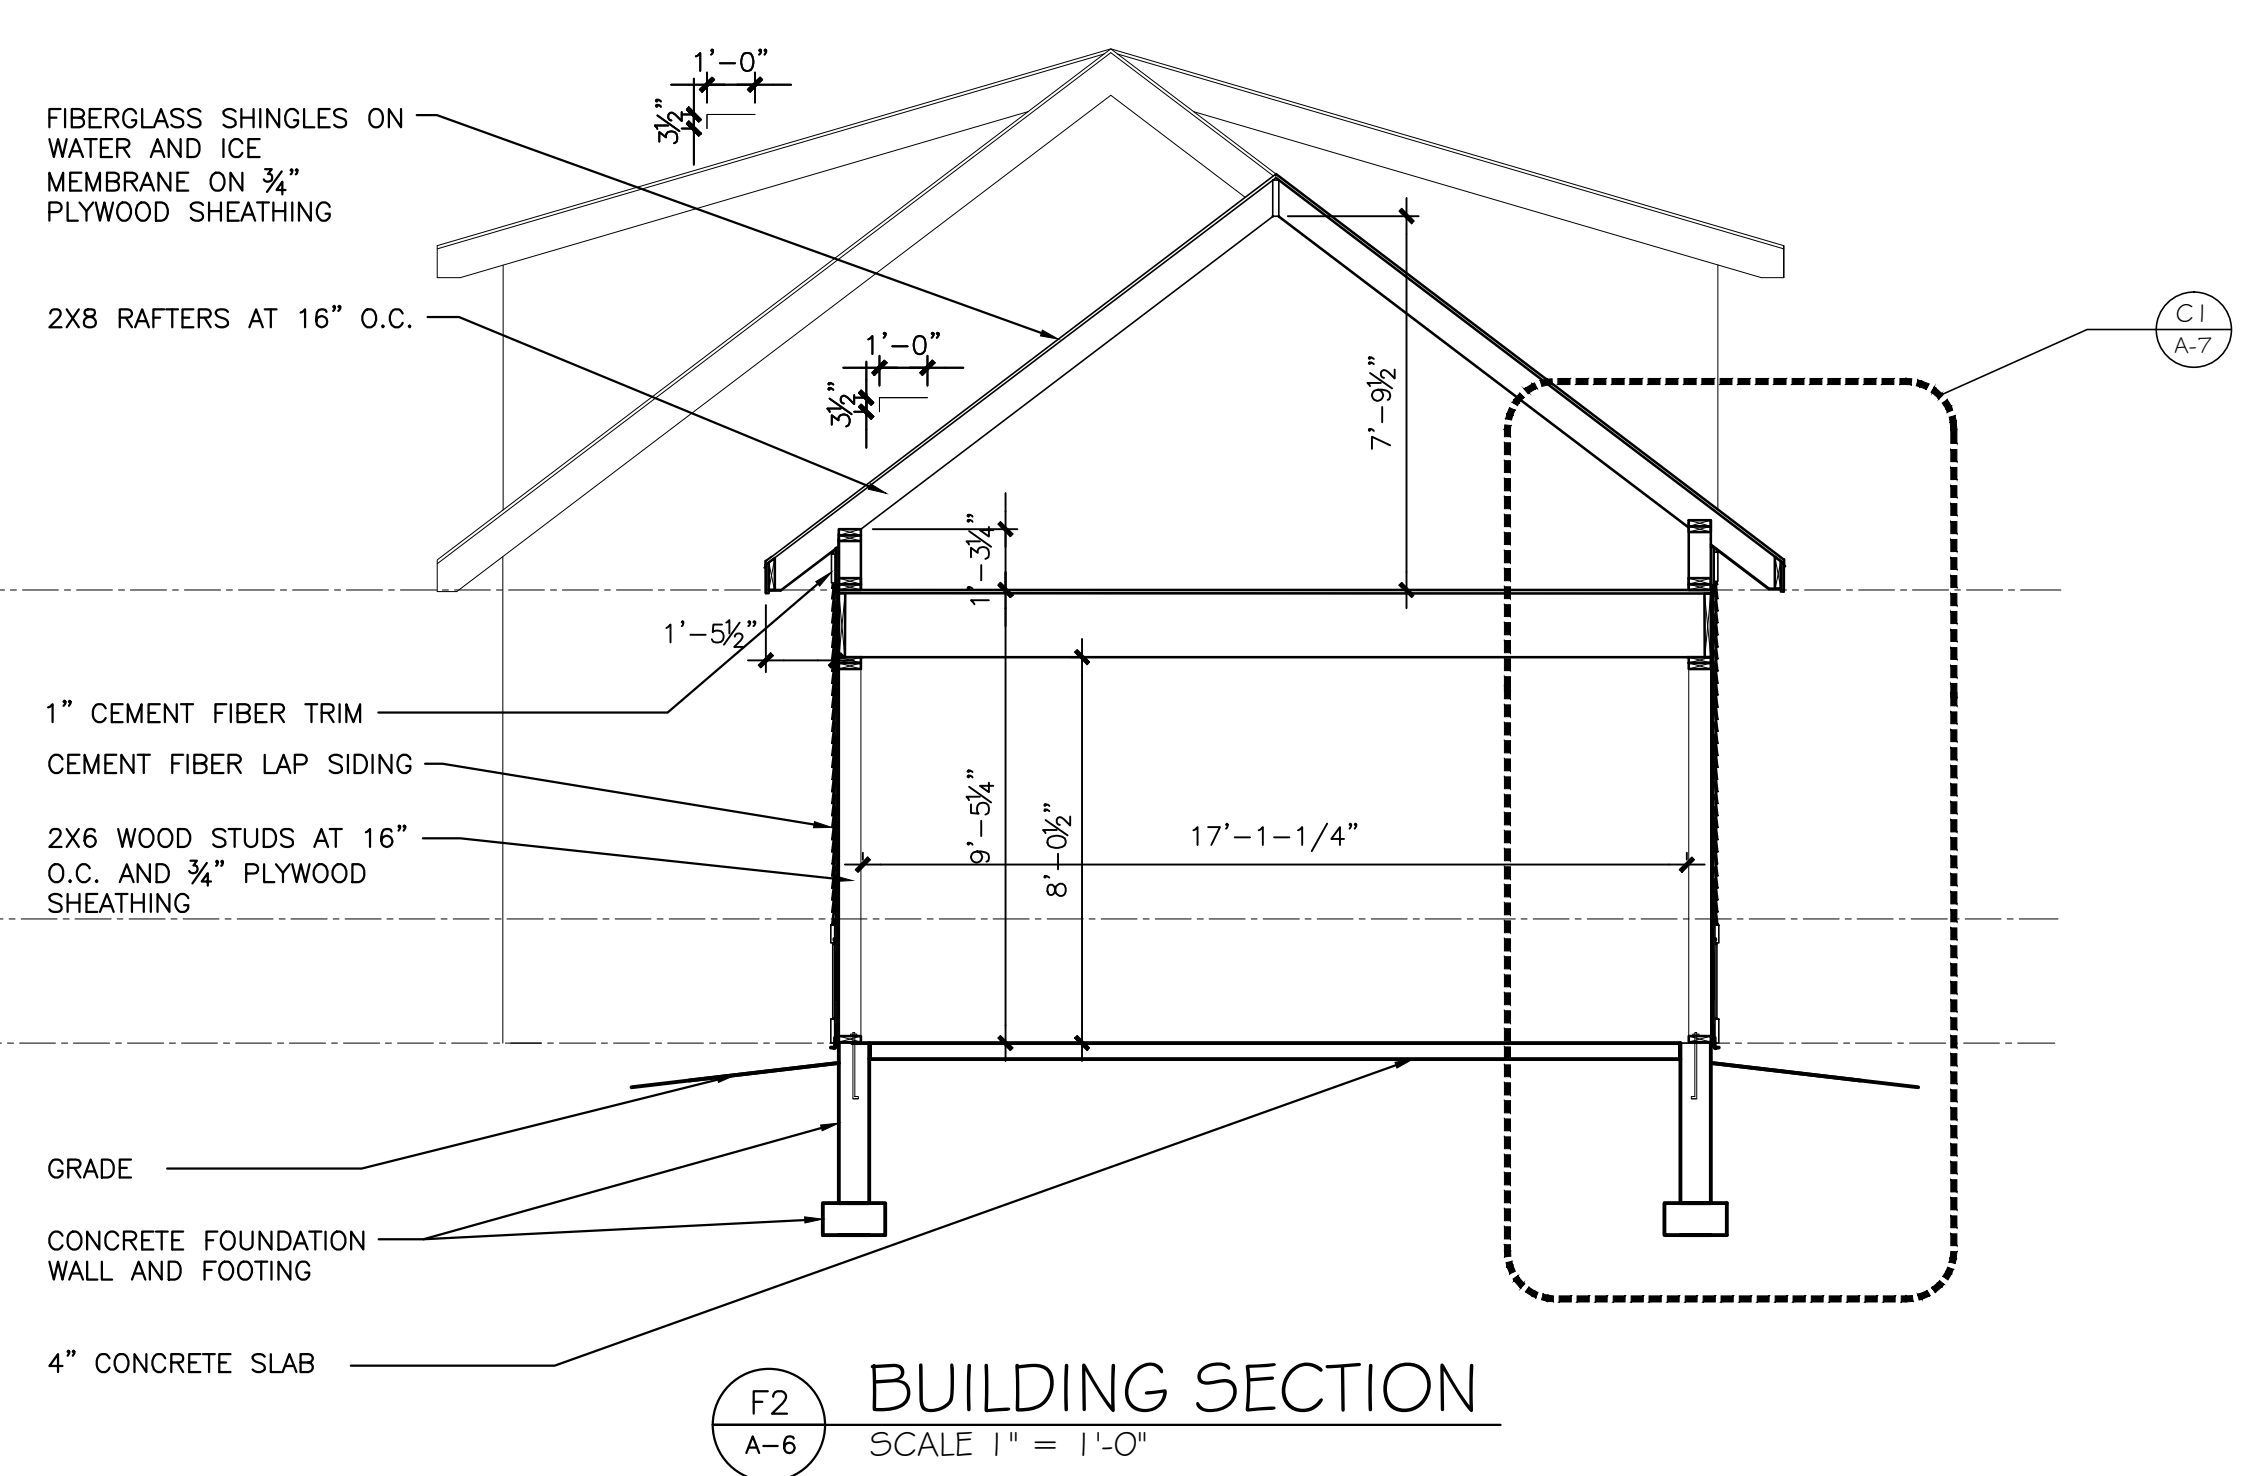 1'-0"
3½"
FIBERGLASS SHINGLES ON
WATER AND ICE
MEMBRANE ON ¾"
PLYWOOD SHEATHING
2X8 RAFTERS AT 16" O.C.
1'-0"
3½"
7'-9½"
C1
A-7
1'-3¼"
1'-5½"
1" CEMENT FIBER TRIM
CEMENT FIBER LAP SIDING
2X6 WOOD STUDS AT 16"
O.C. AND ¾" PLYWOOD
SHEATHING
9'-5¼"
8'-0½"
17'-1-1/4"
GRADE
CONCRETE FOUNDATION
WALL AND FOOTING
4" CONCRETE SLAB
F2
A-6
BUILDING SECTION
SCALE 1" = 1'-0"